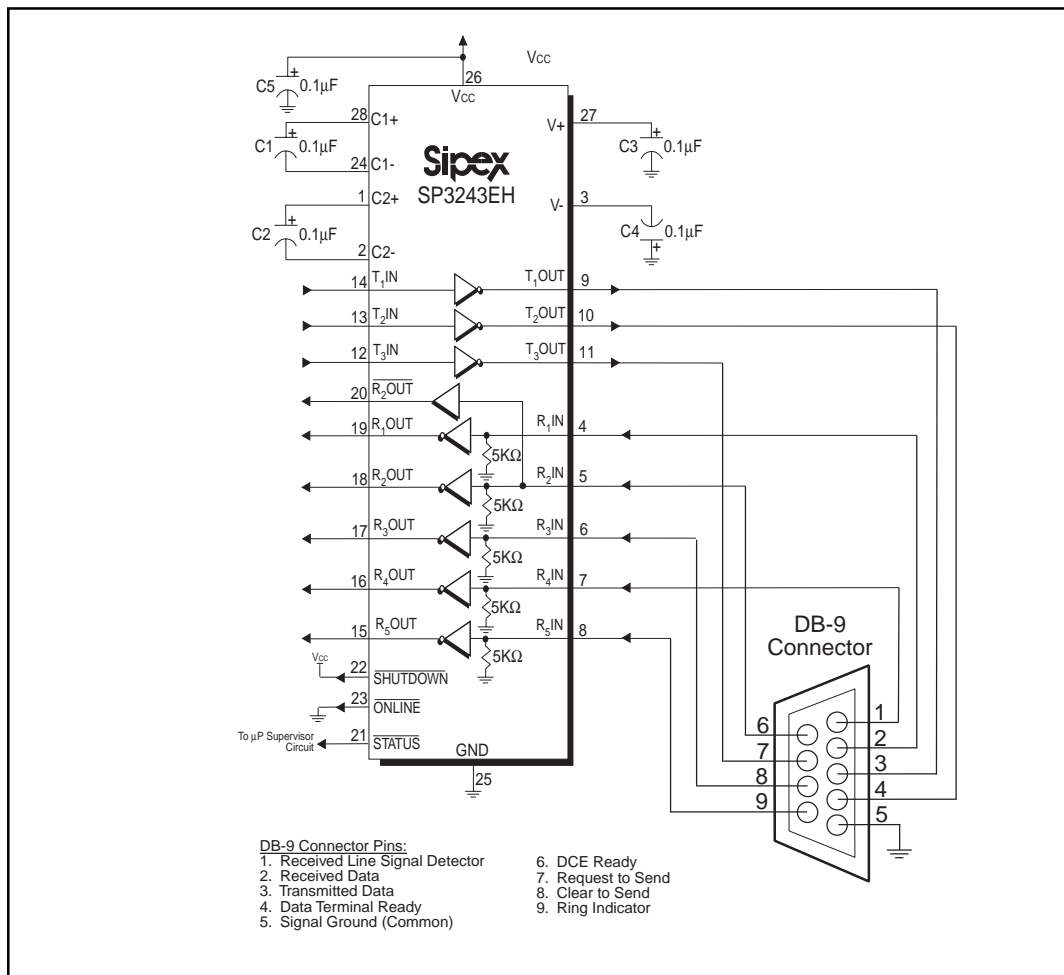 Vcc
26
Vcc
C5 + 0.1µF
28 C1+
C1 + 0.1µF
24 C1-
1 C2+
C2 + 0.1µF
2 C2-
Sipex
SP3243EH
V+ 27
C3 + 0.1µF
V- 3
C4 0.1µF
+
14 T1IN T1OUT 9
13 T2IN T2OUT 10
12 T3IN T3OUT 11
20 R2OUT
19 R1OUT R1IN 4
5KΩ
18 R2OUT R2IN 5
5KΩ
17 R3OUT R3IN 6
5KΩ
16 R4OUT R4IN 7
5KΩ
15 R5OUT R5IN 8
5KΩ
Vcc
22 SHUTDOWN
23 ONLINE
To µP Supervisor
Circuit
21 STATUS
GND
25
DB-9
Connector
6
7
8
9
1
2
3
4
5
DB-9 Connector Pins:
1. Received Line Signal Detector
2. Received Data
3. Transmitted Data
4. Data Terminal Ready
5. Signal Ground (Common)
6. DCE Ready
7. Request to Send
8. Clear to Send
9. Ring Indicator